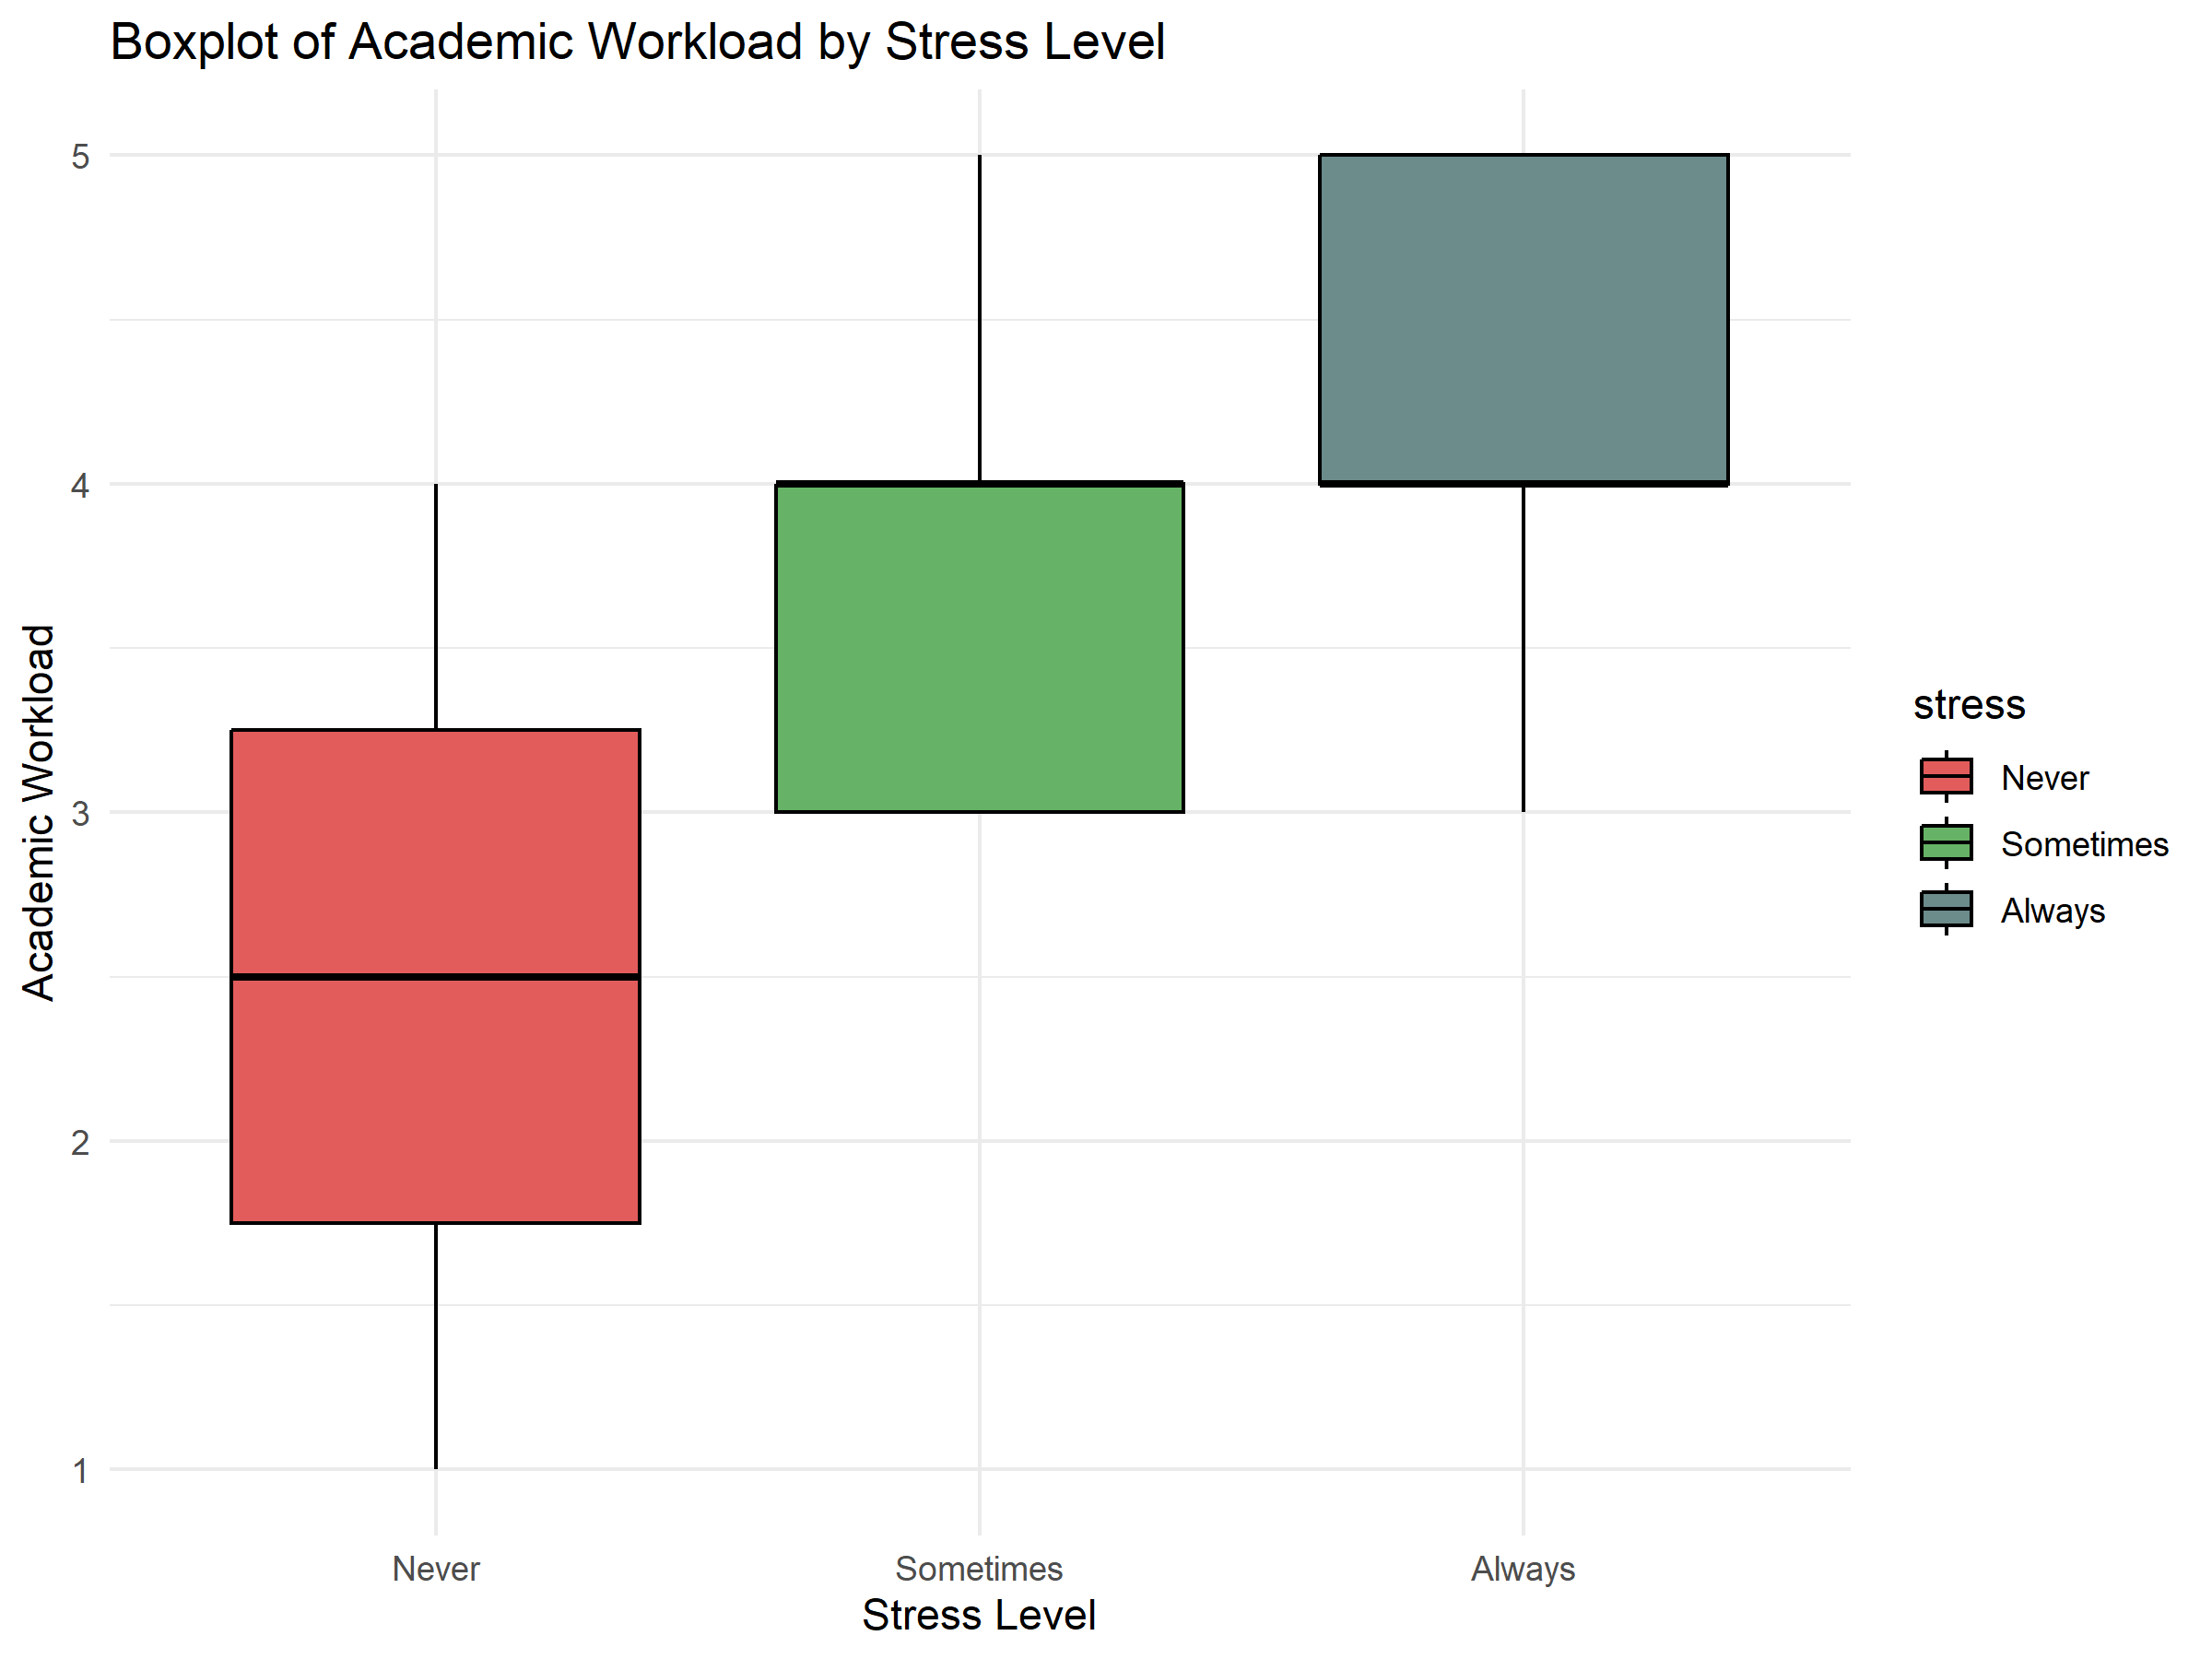 Boxplot of Academic Workload by Stress Level
Academic Workload
5
4
3
2
1
Never
Sometimes
Always
Stress Level
stress
Never
Sometimes
Always